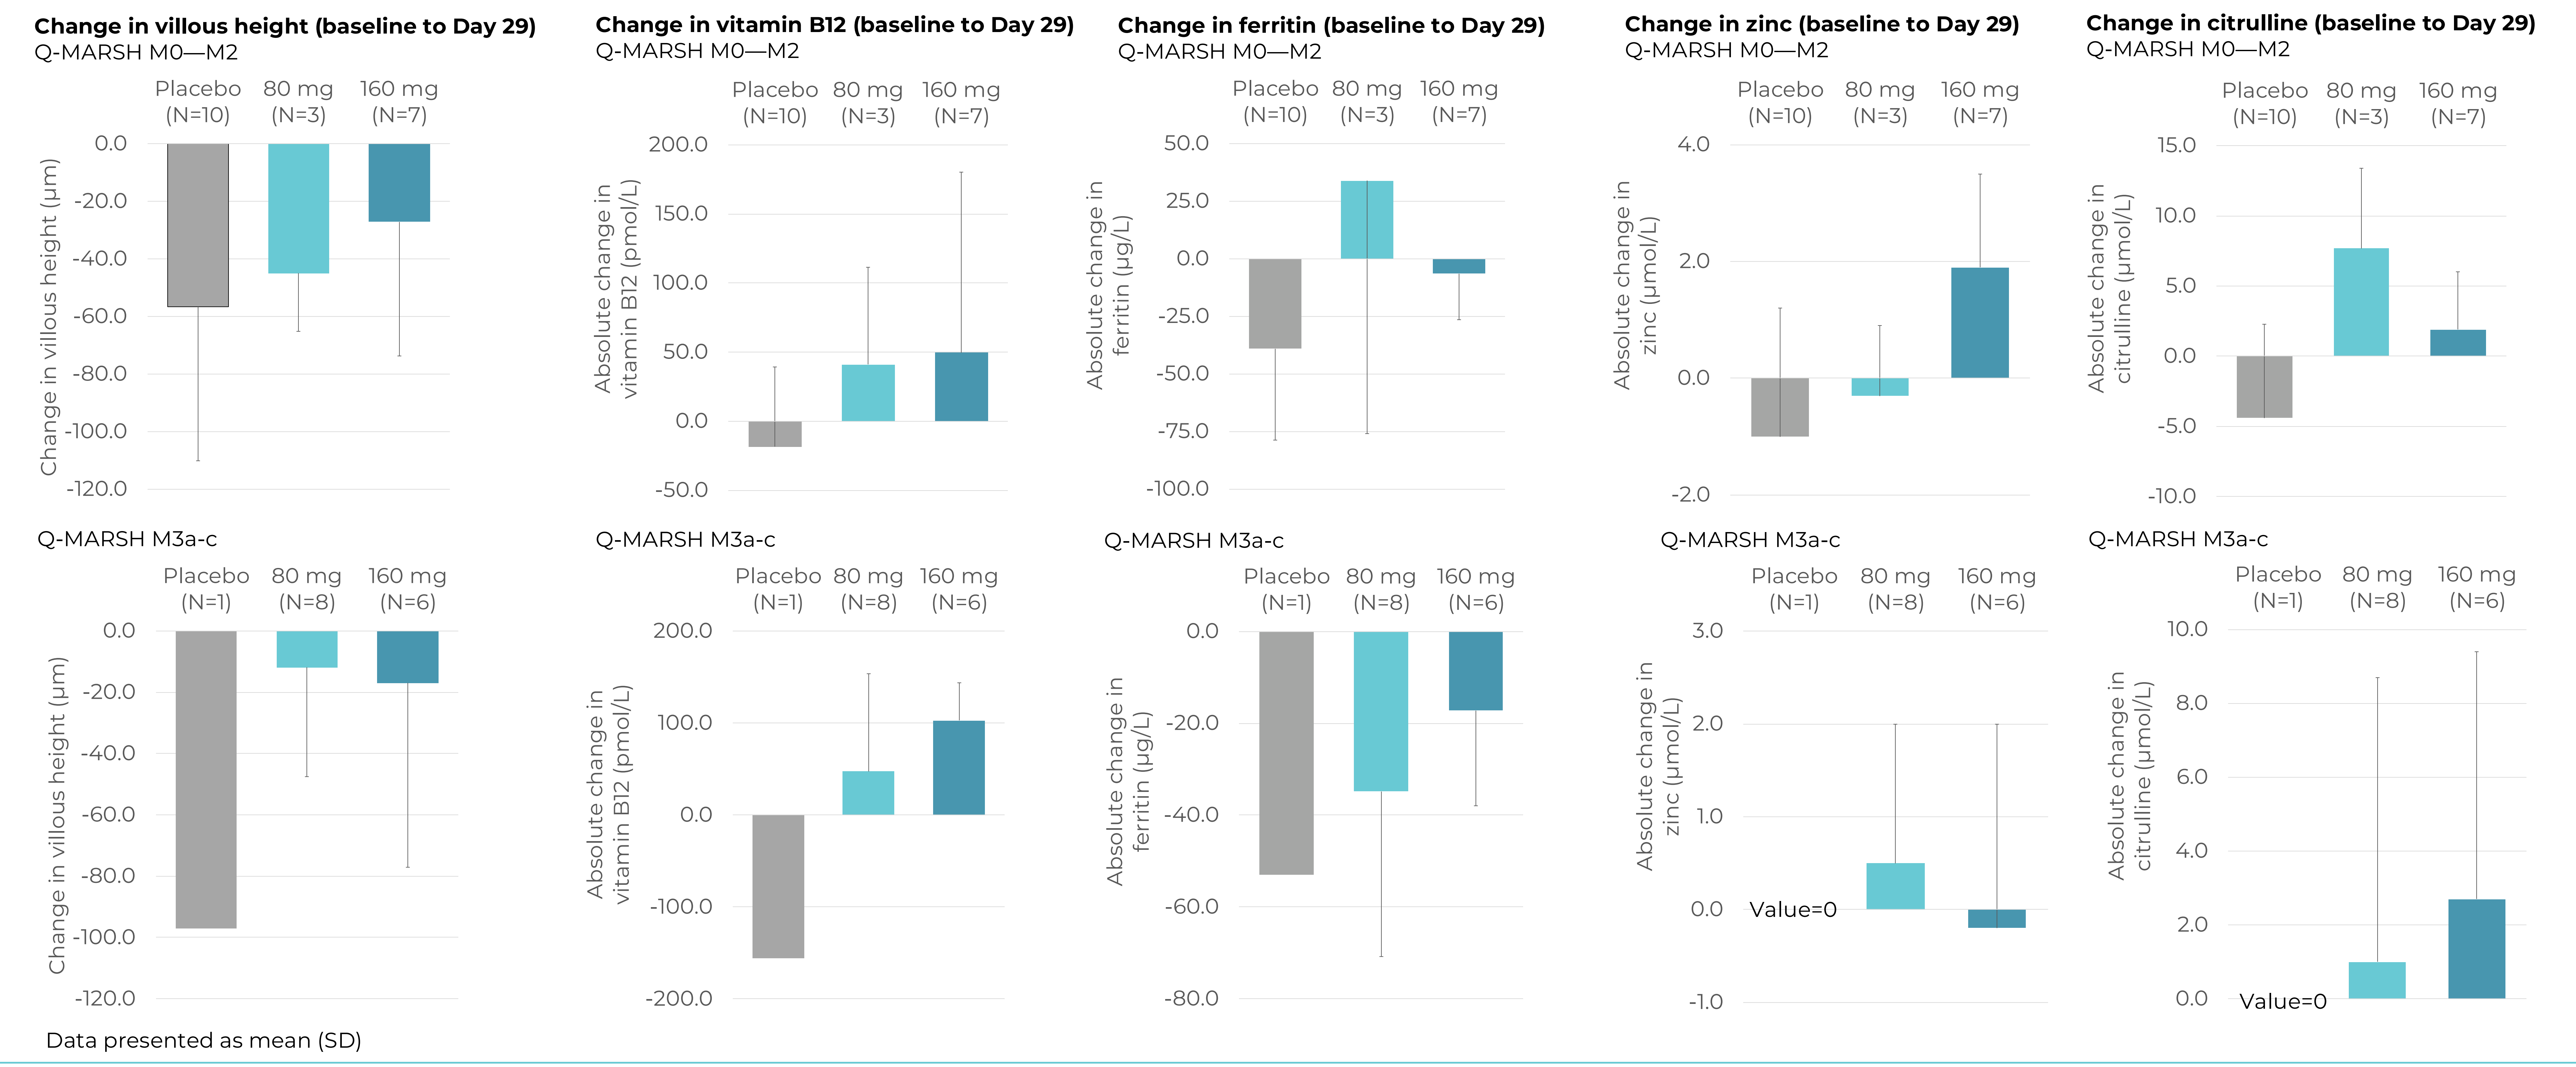 Change in villous height (baseline to Day 29)
Q-MARSH M0—M2
Placebo 80 mg 160 mg
(N=10) (N=3) (N=7)
Change in villous height (µm)
0.0
-20.0
-40.0
-60.0
-80.0
-100.0
-120.0
Change in vitamin B12 (baseline to Day 29)
Q-MARSH M0—M2
Placebo 80 mg 160 mg
(N=10) (N=3) (N=7)
Absolute change in
vitamin B12 (pmol/L)
200.0
150.0
100.0
50.0
0.0
-50.0
Change in ferritin (baseline to Day 29)
Q-MARSH M0—M2
Placebo 80 mg 160 mg
(N=10) (N=3) (N=7)
Absolute change in
ferritin (µg/L)
50.0
25.0
0.0
-25.0
-50.0
-75.0
-100.0
Change in zinc (baseline to Day 29)
Q-MARSH M0—M2
Placebo 80 mg 160 mg
(N=10) (N=3) (N=7)
Absolute change in
zinc (µmol/L)
4.0
2.0
0.0
-2.0
Change in citrulline (baseline to Day 29)
Q-MARSH M0—M2
Placebo 80 mg 160 mg
(N=10) (N=3) (N=7)
Absolute change in
citrulline (µmol/L)
15.0
10.0
5.0
0.0
-5.0
-10.0
Q-MARSH M3a-c
Placebo 80 mg 160 mg
(N=1) (N=8) (N=6)
Change in villous height (µm)
0.0
-20.0
-40.0
-60.0
-80.0
-100.0
-120.0
Q-MARSH M3a-c
Placebo 80 mg 160 mg
(N=1) (N=8) (N=6)
Absolute change in
vitamin B12 (pmol/L)
200.0
100.0
0.0
-100.0
-200.0
Q-MARSH M3a-c
Placebo 80 mg 160 mg
(N=1) (N=8) (N=6)
Absolute change in
ferritin (µg/L)
0.0
-20.0
-40.0
-60.0
-80.0
Q-MARSH M3a-c
Placebo 80 mg 160 mg
(N=1) (N=8) (N=6)
Absolute change in
zinc (µmol/L)
3.0
2.0
1.0
0.0
-1.0
Value=0
Q-MARSH M3a-c
Placebo 80 mg 160 mg
(N=1) (N=8) (N=6)
Absolute change in
citrulline (µmol/L)
10.0
8.0
6.0
4.0
2.0
0.0
Value=0
Data presented as mean (SD)